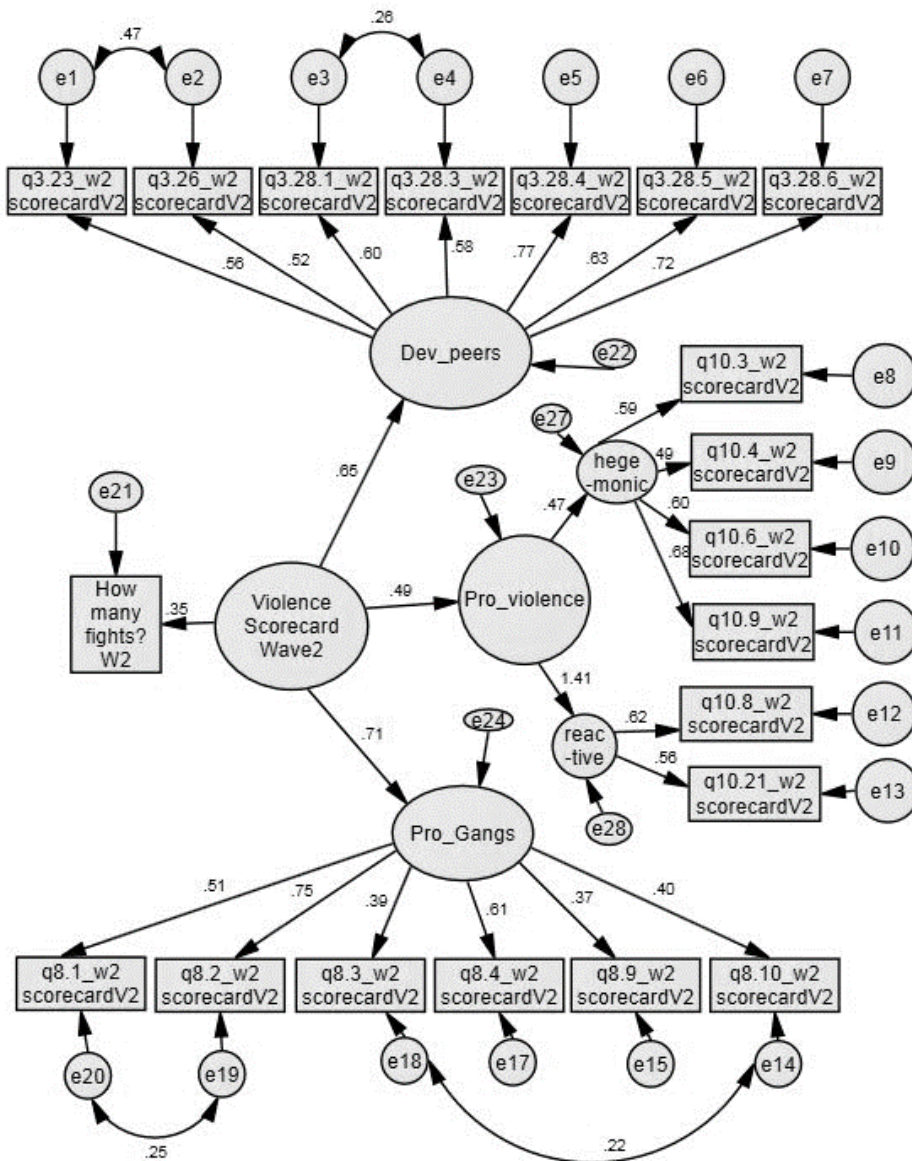 .47
.26
e1
e2
e3
e4
e5
e6
e7
q3.23_w2
scorecardV2
q3.26_w2
scorecardV2
q3.28.1_w2
scorecardV2
q3.28.3_w2
scorecardV2
q3.28.4_w2
scorecardV2
q3.28.5_w2
scorecardV2
q3.28.6_w2
scorecardV2
.56
.52
.60
.58
.77
.63
.72
Dev_peers
e22
q10.3_w2
scorecardV2
e8
.59
e27
hege
-monic
.49
q10.4_w2
scorecardV2
e9
.65
e21
e23
.47
.60
q10.6_w2
scorecardV2
e10
.68
How
many
fights?
W2
.35
Violence
Scorecard
Wave2
.49
Pro_violence
q10.9_w2
scorecardV2
e11
1.41
q10.8_w2
scorecardV2
e12
.62
.71
e24
reac
-tive
.56
q10.21_w2
scorecardV2
e13
e28
Pro_Gangs
.51
.75
.39
.61
.37
.40
q8.1_w2
scorecardV2
q8.2_w2
scorecardV2
q8.3_w2
scorecardV2
q8.4_w2
scorecardV2
q8.9_w2
scorecardV2
q8.10_w2
scorecardV2
e20
e19
e18
e17
e15
e14
.25
.22